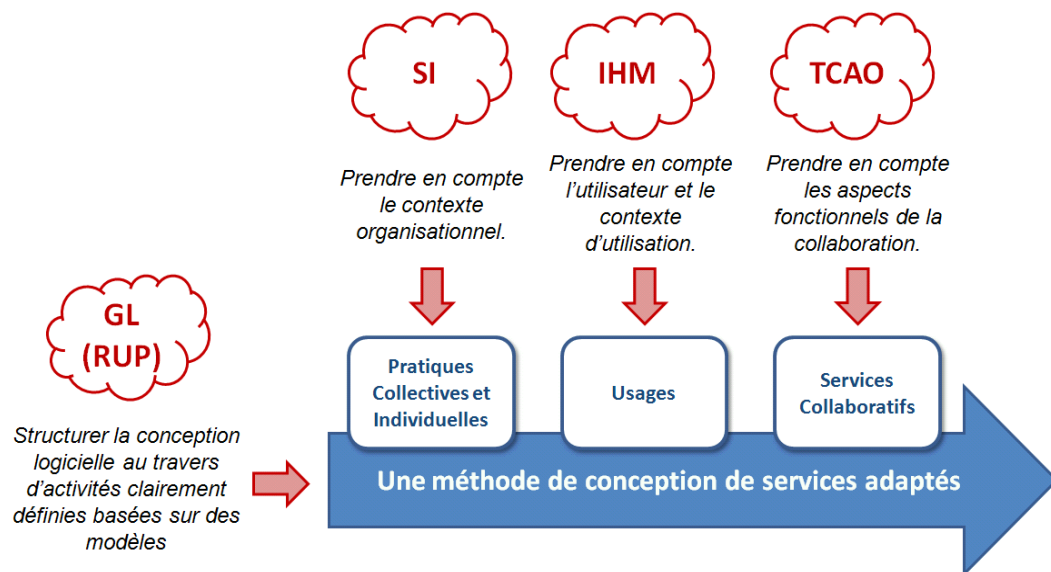 SI
IHM
TCAO
Prendre en compte
le contexte
organisationnel.
Prendre en compte
l'utilisateur et le
contexte
d'utilisation.
Prendre en compte
les aspects
fonctionnels de la
collaboration.
GL
(RUP)
Structurer la conception
logicielle au travers
d'activités clairement
définies basées sur des
modèles
Pratiques
Collectives et
Individuelles
Usages
Services
Collaboratifs
Une méthode de conception de services adaptés